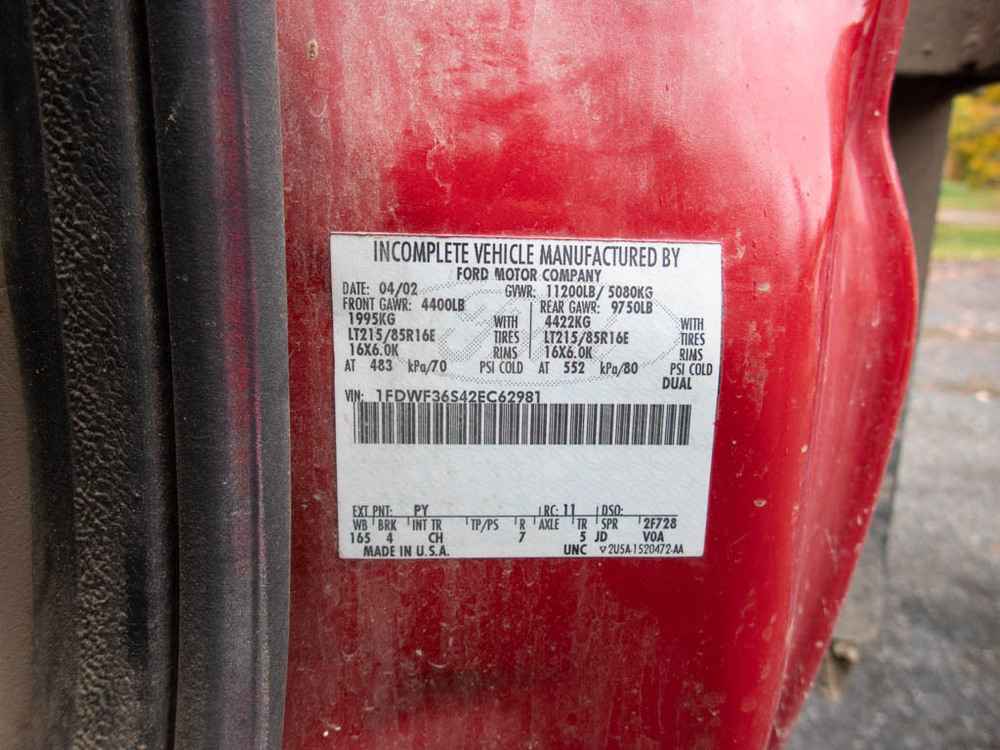 INCOMPLETE VEHICLE MANUFACTURED BY
FORD MOTOR COMPANY
DATE: 04/02 GVWR: 11200LB/ 5080KG
FRONT GAWR: 4400LB REAR GAWR: 9750LB
1995KG WITH 4422KG WITH
LT215/85R16E TIRES LT215/85R16E TIRES
16X6.0K RIMS 16X6.0K RIMS
AT 483 kPa/70 PSI COLD AT 552 kPa/80 PSI COLD
DUAL
VIN: 1FDWF36S42EC62981
EXT PNT: PY RC: 11 DSO:
WB BRK INT TR TP/PS R AXLE TR SPR 2F728
165 4 CH 7 5 JD V0A
MADE IN U.S.A. UNC 2U5A-1520472-AA